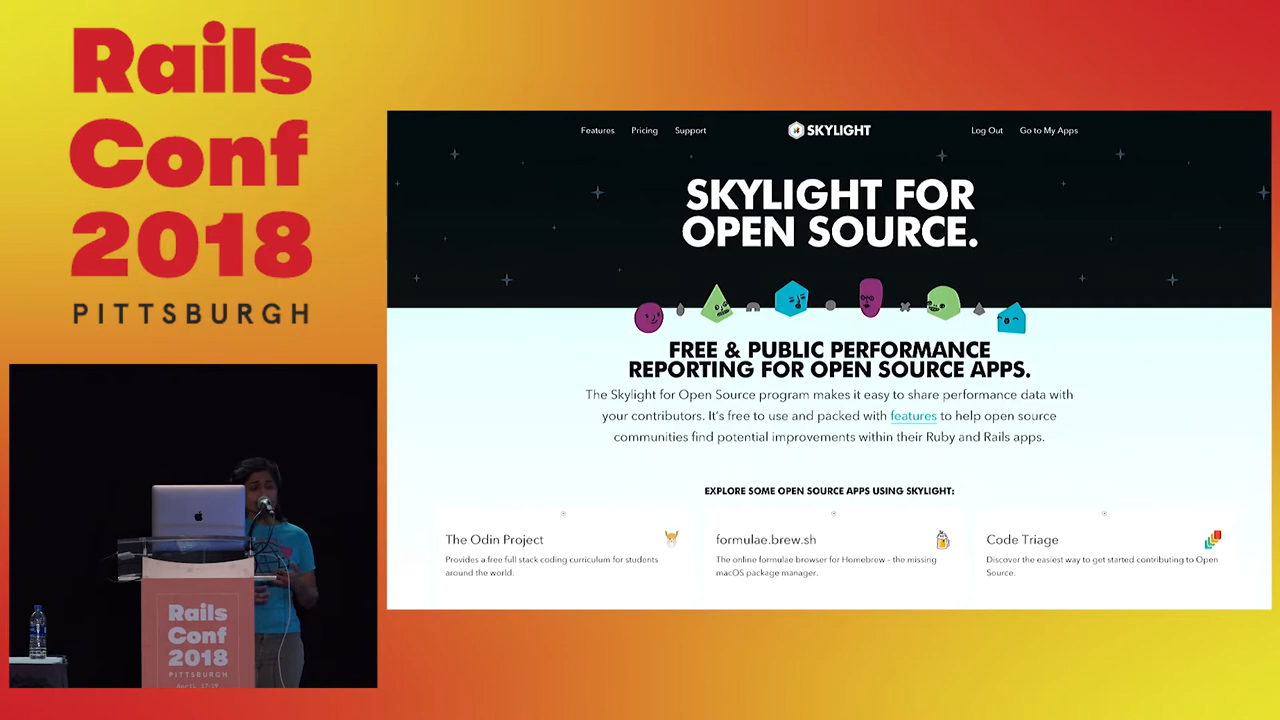 Rails
Conf
2018
PITTSBURGH
Features
Pricing
Support
SKYLIGHT
Log Out
Go to My Apps
SKYLIGHT FOR
OPEN SOURCE.
FREE & PUBLIC PERFORMANCE
REPORTING FOR OPEN SOURCE APPS.
The Skylight for Open Source program makes it easy to share performance data with
your contributors. It's free to use and packed with features to help open source
communities find potential improvements within their Ruby and Rails apps.
EXPLORE SOME OPEN SOURCE APPS USING SKYLIGHT:
The Odin Project
Provides a free full stack coding curriculum for students
around the world.
formulae.brew.sh
The online formulae browser for Homebrew – the missing
macOS package manager.
Code Triage
Discover the easiest way to get started contributing to Open
Source.
Rails
Conf
2018
PITTSBURGH
April 17-19